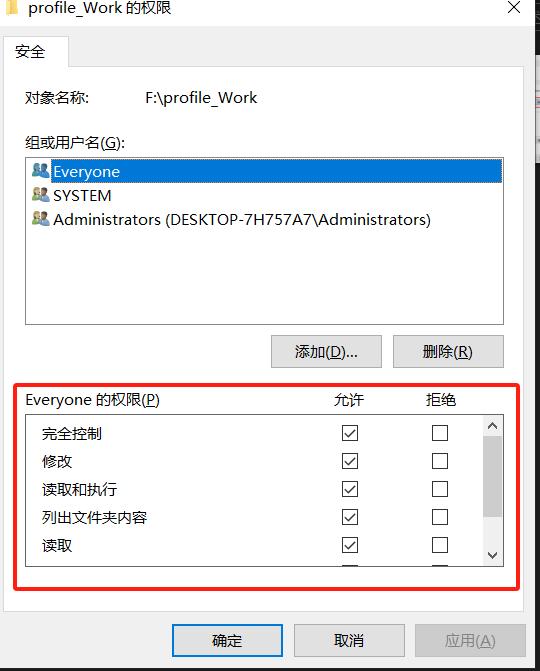 profile_Work 的权限
安全
对象名称: F:\profile_Work
组或用户名(G):
Everyone
SYSTEM
Administrators (DESKTOP-7H757A7\Administrators)
添加(D)... 删除(R)
Everyone 的权限(P) 允许 拒绝
完全控制
修改
读取和执行
列出文件夹内容
读取
确定 取消 应用(A)